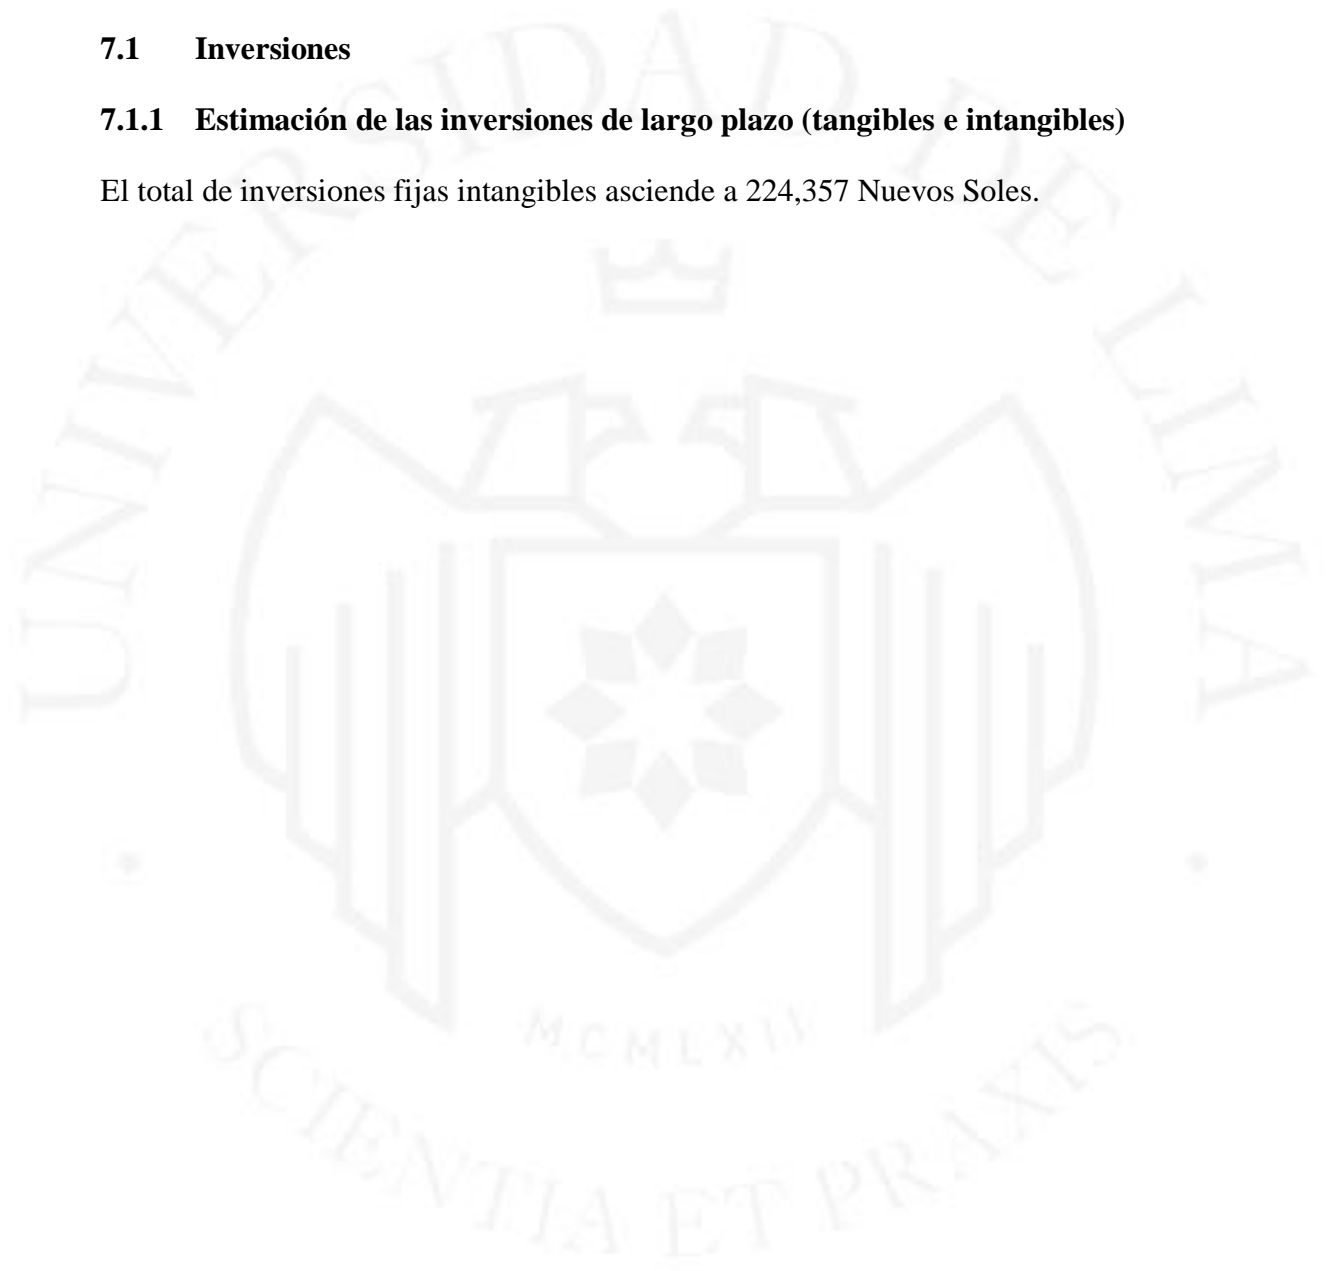 7.1 Inversiones
7.1.1 Estimación de las inversiones de largo plazo (tangibles e intangibles)
El total de inversiones fijas intangibles asciende a 224,357 Nuevos Soles.
UNIVERSIDAD DE LIMA
MCMLXII
SCIENTIA ET PRAXIS